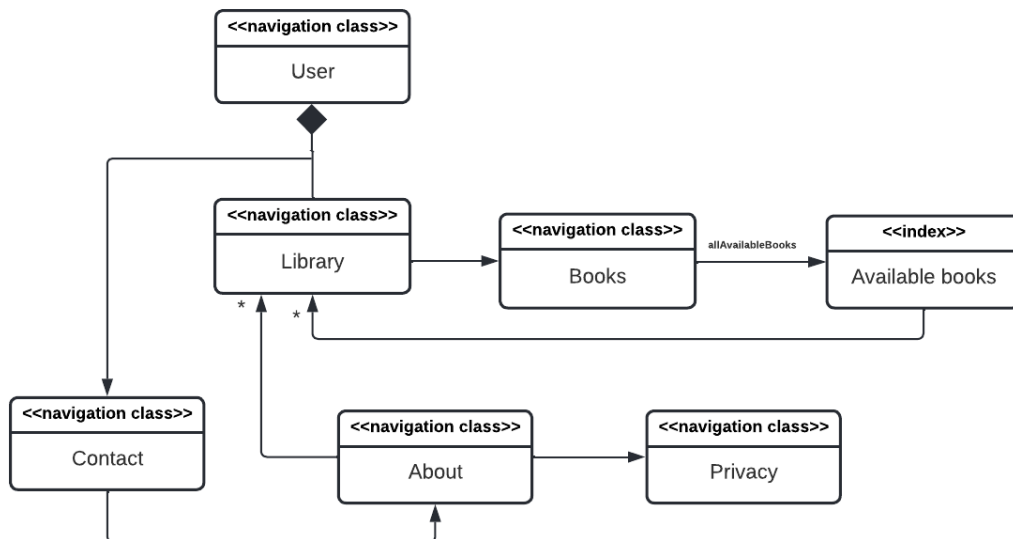 <<navigation class>>
User
<<navigation class>>
Library
<<navigation class>>
Books
allAvailableBooks
<<index>>
Available books
*
*
<<navigation class>>
Contact
<<navigation class>>
About
<<navigation class>>
Privacy